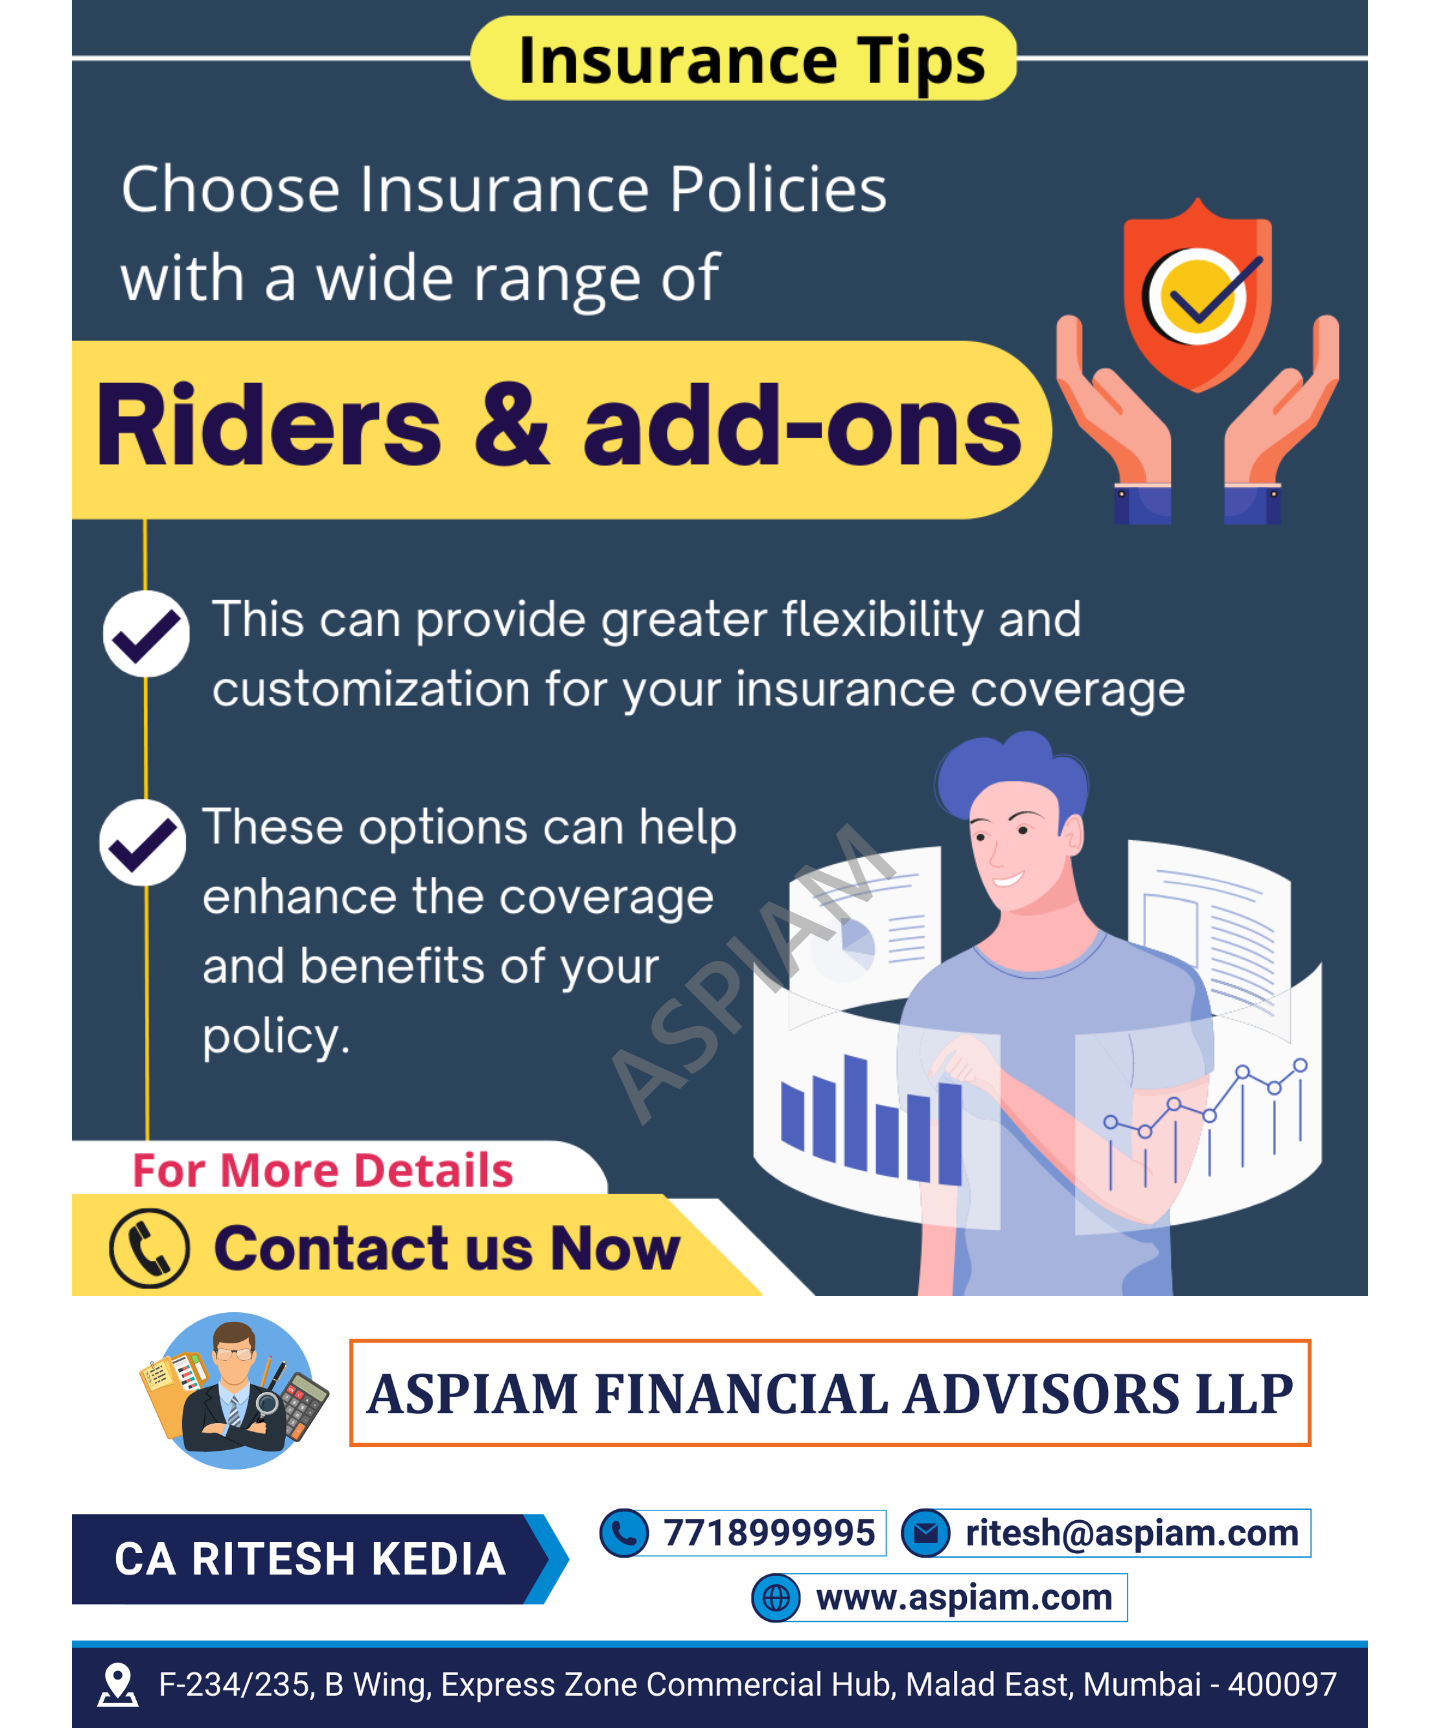 Insurance Tips
Choose Insurance Policies
with a wide range of
Riders & add-ons
This can provide greater flexibility and
customization for your insurance coverage
These options can help
enhance the coverage
and benefits of your
policy.
ASPIAM
For More Details
Contact us Now
ASPIAM FINANCIAL ADVISORS LLP
CA RITESH KEDIA
7718999995
ritesh@aspiam.com
www.aspiam.com
F-234/235, B Wing, Express Zone Commercial Hub, Malad East, Mumbai - 400097